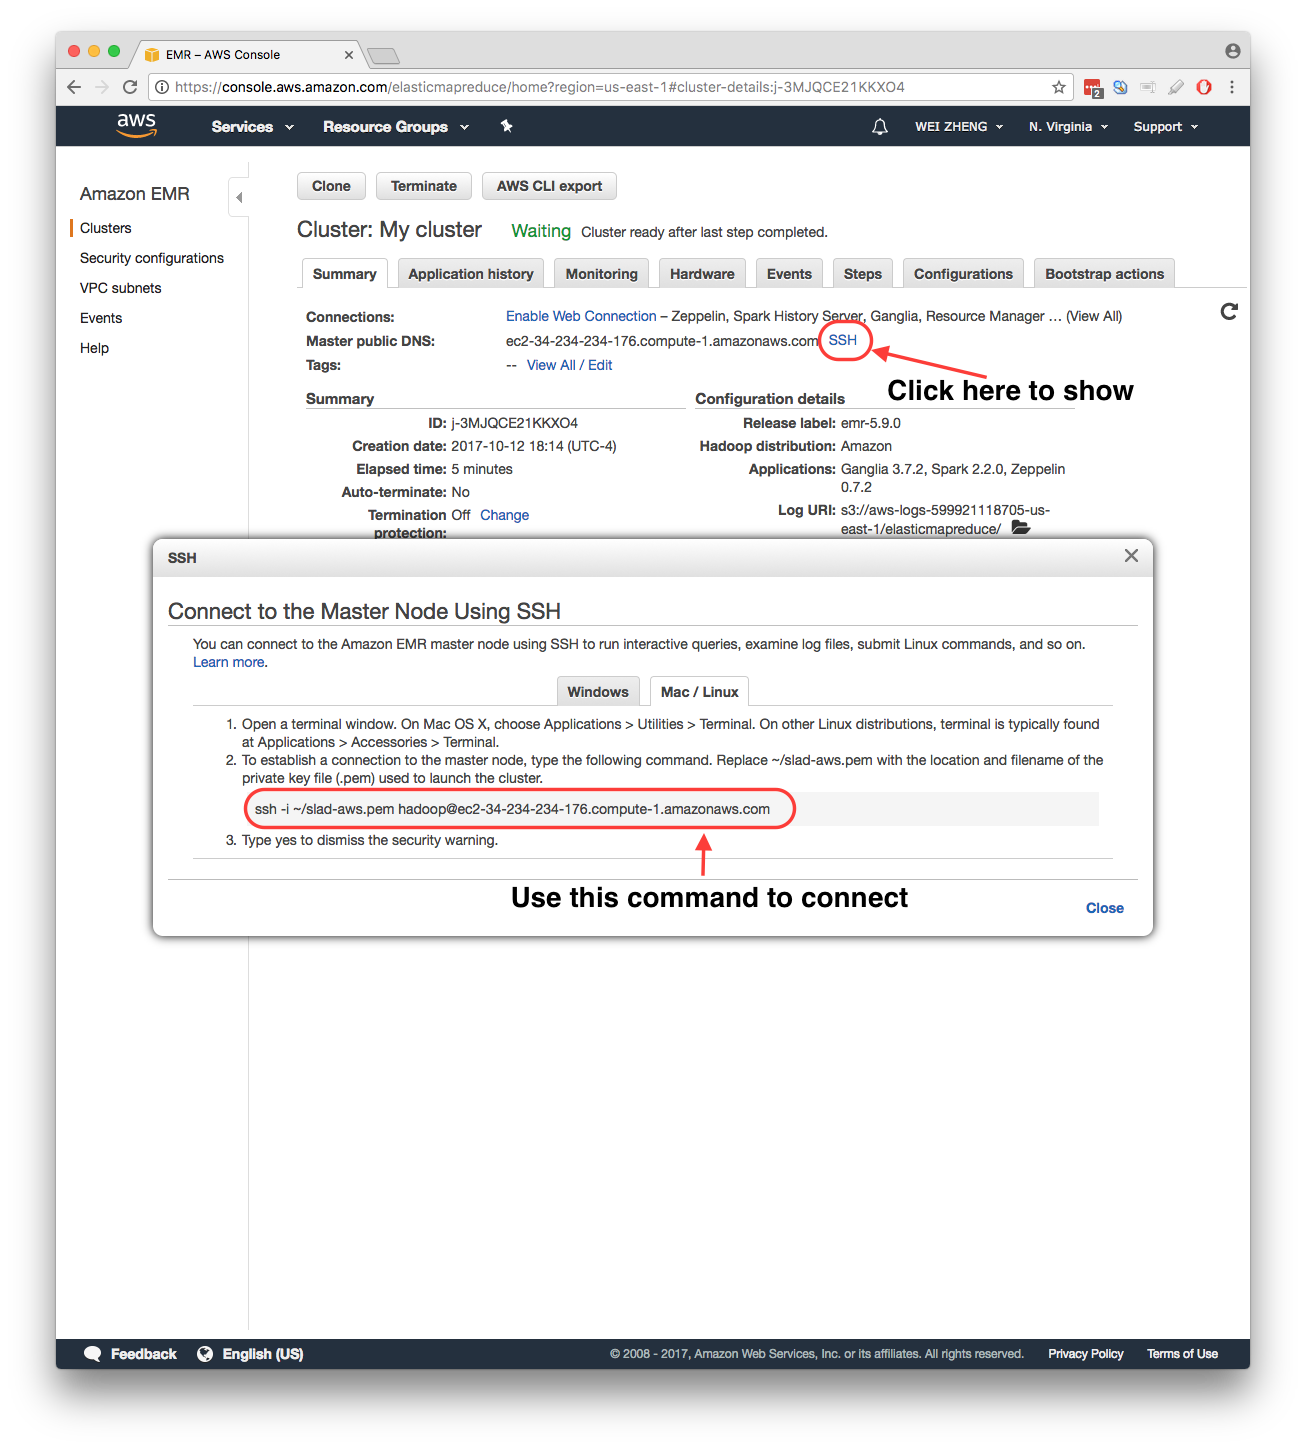 EMR – AWS Console
https://console.aws.amazon.com/elasticmapreduce/home?region=us-east-1#cluster-details:j-3MJQCE21KKXO4
2
aws
Services
Resource Groups
WEI ZHENG
N. Virginia
Support
Amazon EMR
Clusters
Security configurations
VPC subnets
Events
Help
Clone
Terminate
AWS CLI export
Cluster: My cluster Waiting Cluster ready after last step completed.
Summary
Application history
Monitoring
Hardware
Events
Steps
Configurations
Bootstrap actions
Connections: Enable Web Connection – Zeppelin, Spark History Server, Ganglia, Resource Manager ... (View All)
Master public DNS: ec2-34-234-234-176.compute-1.amazonaws.com SSH
Tags: -- View All / Edit
Click here to show
Summary
ID: j-3MJQCE21KKXO4
Creation date: 2017-10-12 18:14 (UTC-4)
Elapsed time: 5 minutes
Auto-terminate: No
Termination Off Change
protection:
Configuration details
Release label: emr-5.9.0
Hadoop distribution: Amazon
Applications: Ganglia 3.7.2, Spark 2.2.0, Zeppelin
0.7.2
Log URI: s3://aws-logs-599921118705-us-
east-1/elasticmapreduce/
SSH
Connect to the Master Node Using SSH
You can connect to the Amazon EMR master node using SSH to run interactive queries, examine log files, submit Linux commands, and so on.
Learn more.
Windows
Mac / Linux
1. Open a terminal window. On Mac OS X, choose Applications > Utilities > Terminal. On other Linux distributions, terminal is typically found
at Applications > Accessories > Terminal.
2. To establish a connection to the master node, type the following command. Replace ~/slad-aws.pem with the location and filename of the
private key file (.pem) used to launch the cluster.
ssh -i ~/slad-aws.pem hadoop@ec2-34-234-234-176.compute-1.amazonaws.com
3. Type yes to dismiss the security warning.
Use this command to connect
Close
Feedback
English (US)
© 2008 - 2017, Amazon Web Services, Inc. or its affiliates. All rights reserved.
Privacy Policy
Terms of Use